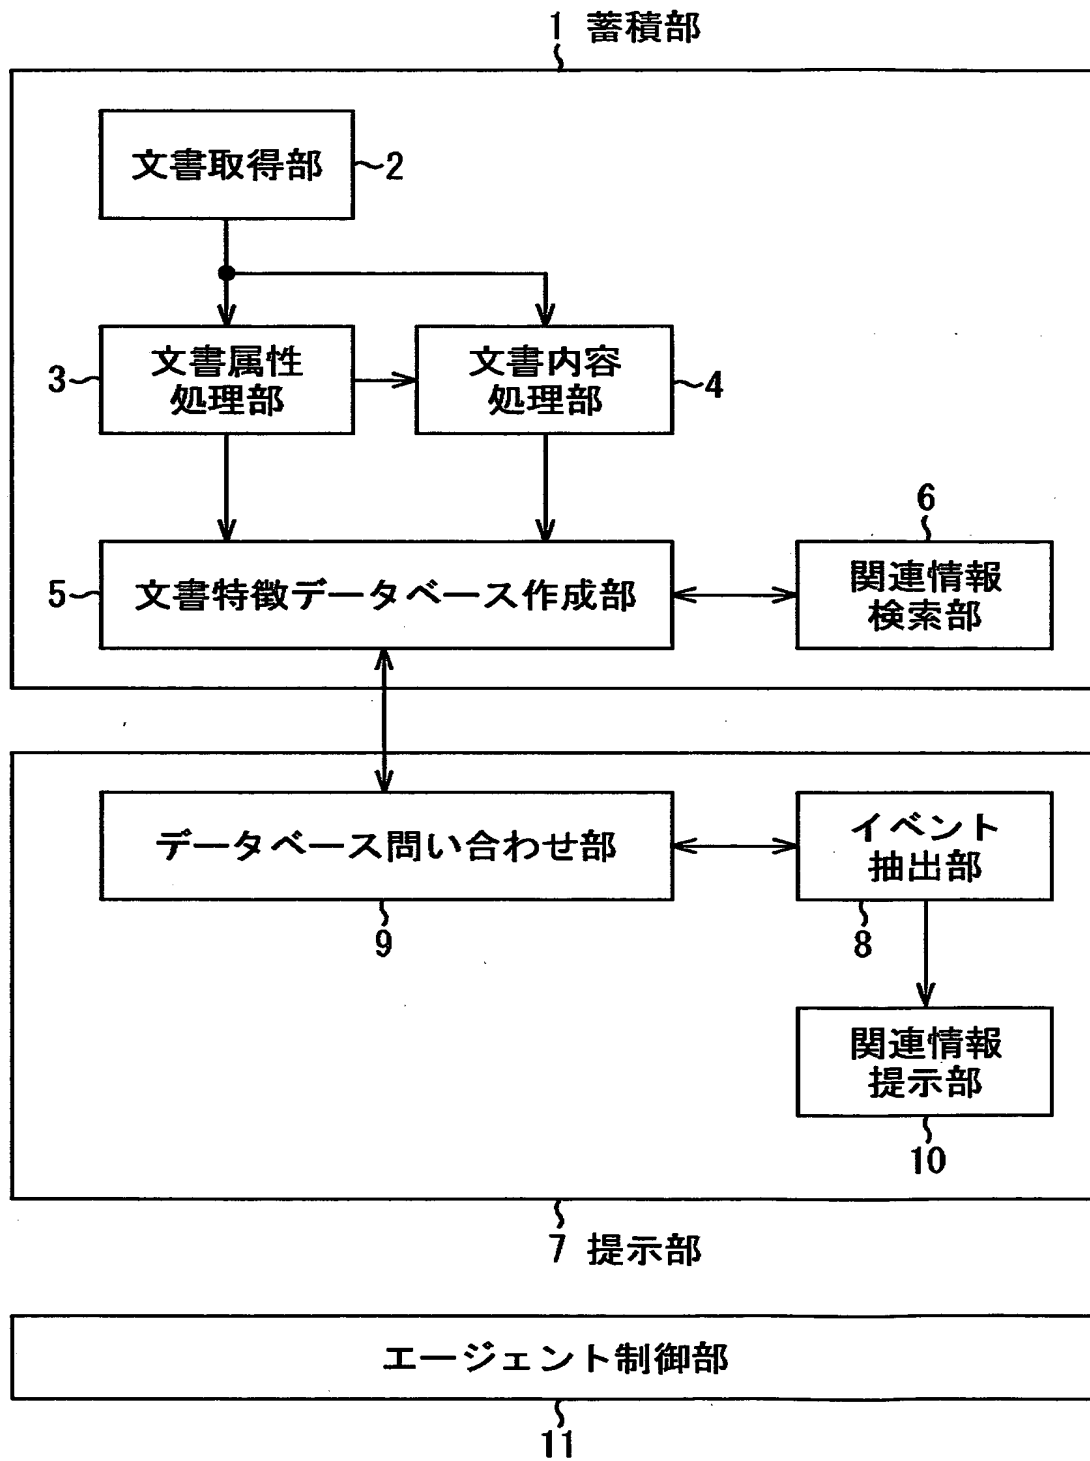 1 蓄積部
文書取得部
2
3
文書属性
処理部
文書内容
処理部
4
6
5
文書特徴データベース作成部
関連情報
検索部
データベース問い合わせ部
イベント
抽出部
9
8
関連情報
提示部
10
7 提示部
エージェント制御部
11